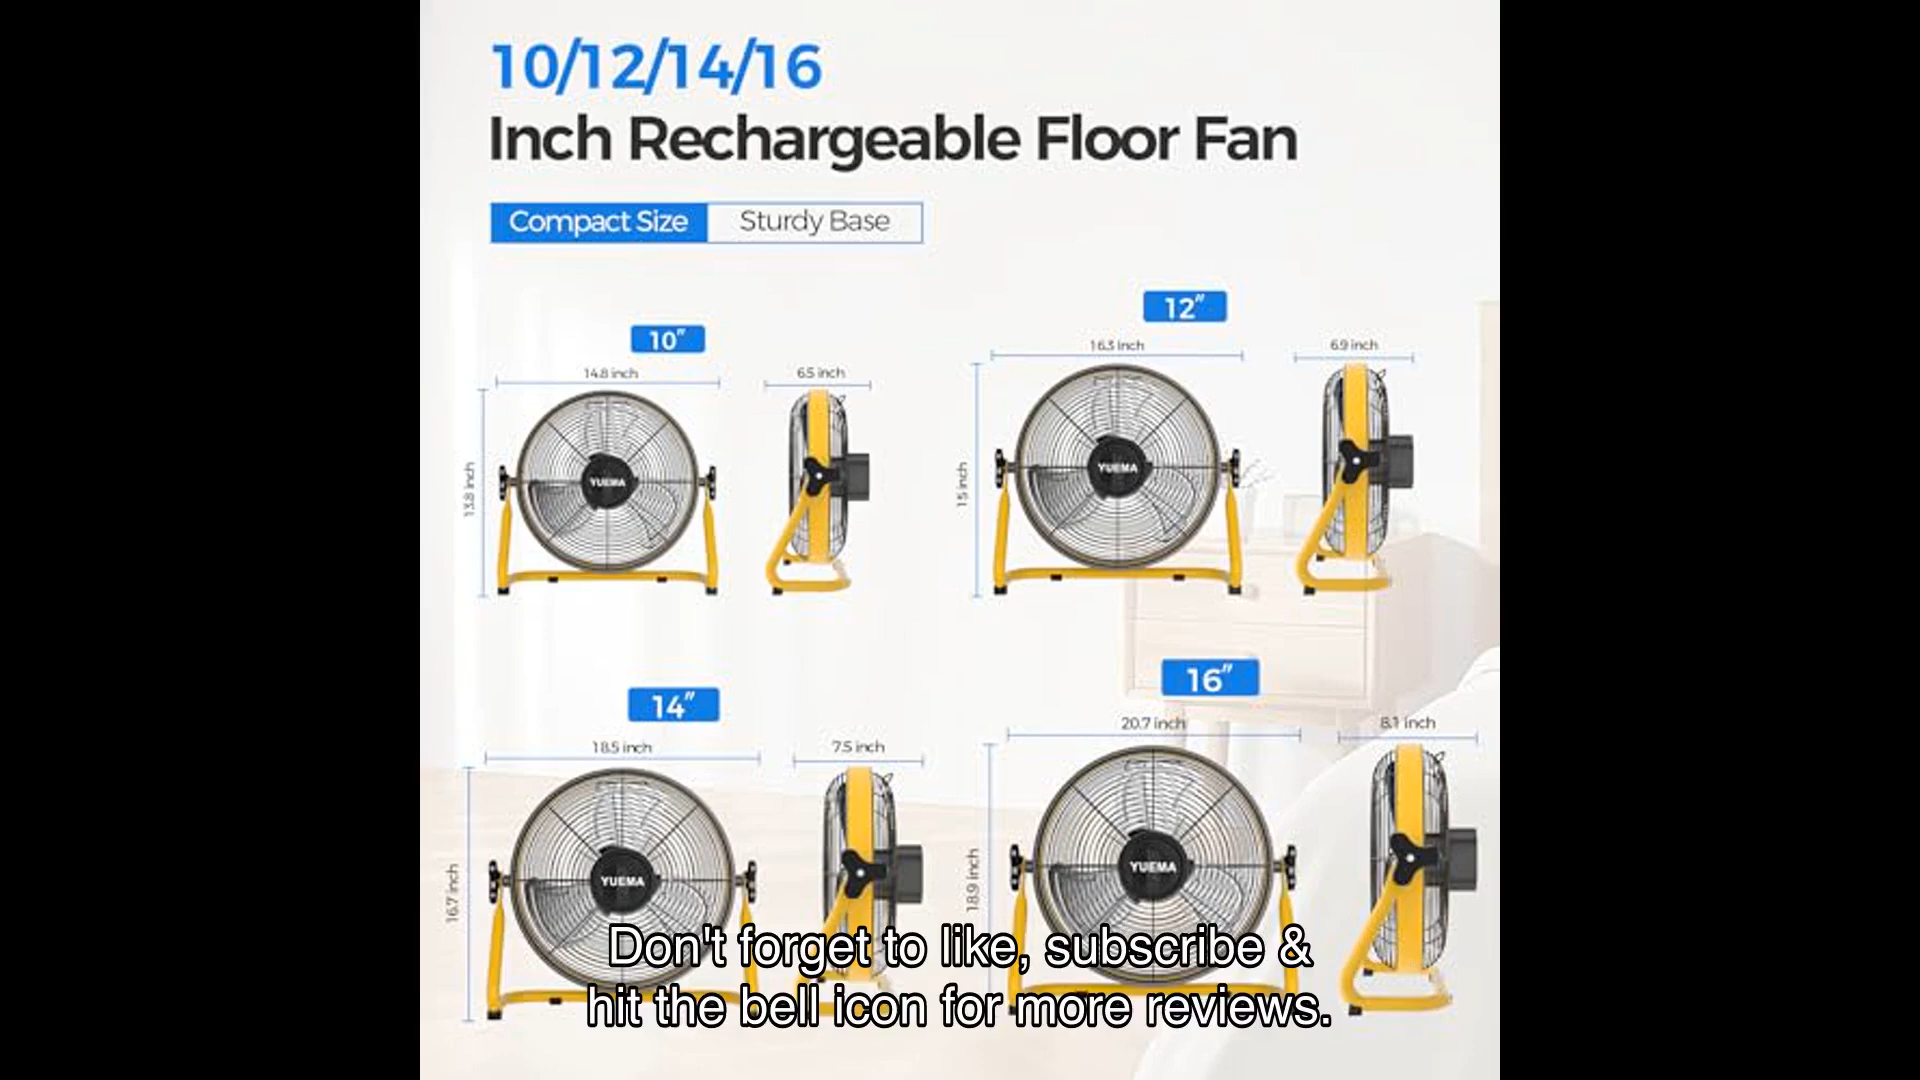 10/12/14/16
Inch Rechargeable Floor Fan
Compact Size
Sturdy Base
10″
14.8 inch
6.5 inch
13.8 inch
YUEMA
12″
16.3 inch
6.9 inch
15 inch
YUEMA
14″
18.5 inch
7.5 inch
16.7 inch
YUEMA
16″
20.7 inch
8.1 inch
18.9 inch
YUEMA
Don't forget to like, subscribe &
hit the bell icon for more reviews.